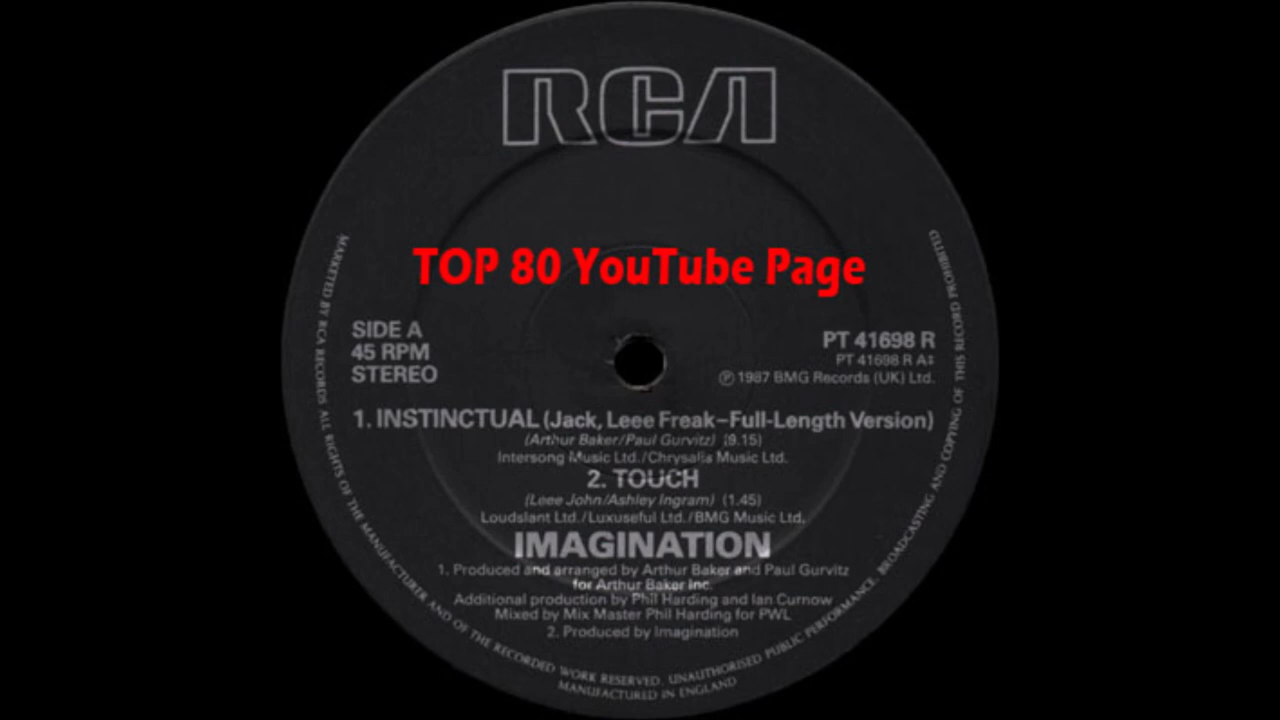 RCA
TOP 80 YouTube Page
SIDE A
45 RPM
STEREO
PT 41698 R
PT 41698 R A‡
℗ 1987 BMG Records (UK) Ltd.
1. INSTINCTUAL (Jack, Leee Freak–Full-Length Version)
(Arthur Baker/Paul Gurvitz) (9.15)
Intersong Music Ltd./Chrysalis Music Ltd.
2. TOUCH
(Leee John/Ashley Ingram) (1.45)
Loudslant Ltd./Luxuseful Ltd./BMG Music Ltd.
IMAGINATION
1. Produced and arranged by Arthur Baker and Paul Gurvitz
for Arthur Baker Inc.
Additional production by Phil Harding and Ian Curnow
Mixed by Mix Master Phil Harding for PWL
2. Produced by Imagination
MARKETED BY RCA RECORDS ALL RIGHTS OF THE MANUFACTURER AND OF THE RECORDED WORK RESERVED. UNAUTHORISED PUBLIC PERFORMANCE, BROADCASTING AND COPYING OF THIS RECORD PROHIBITED
MANUFACTURED IN ENGLAND